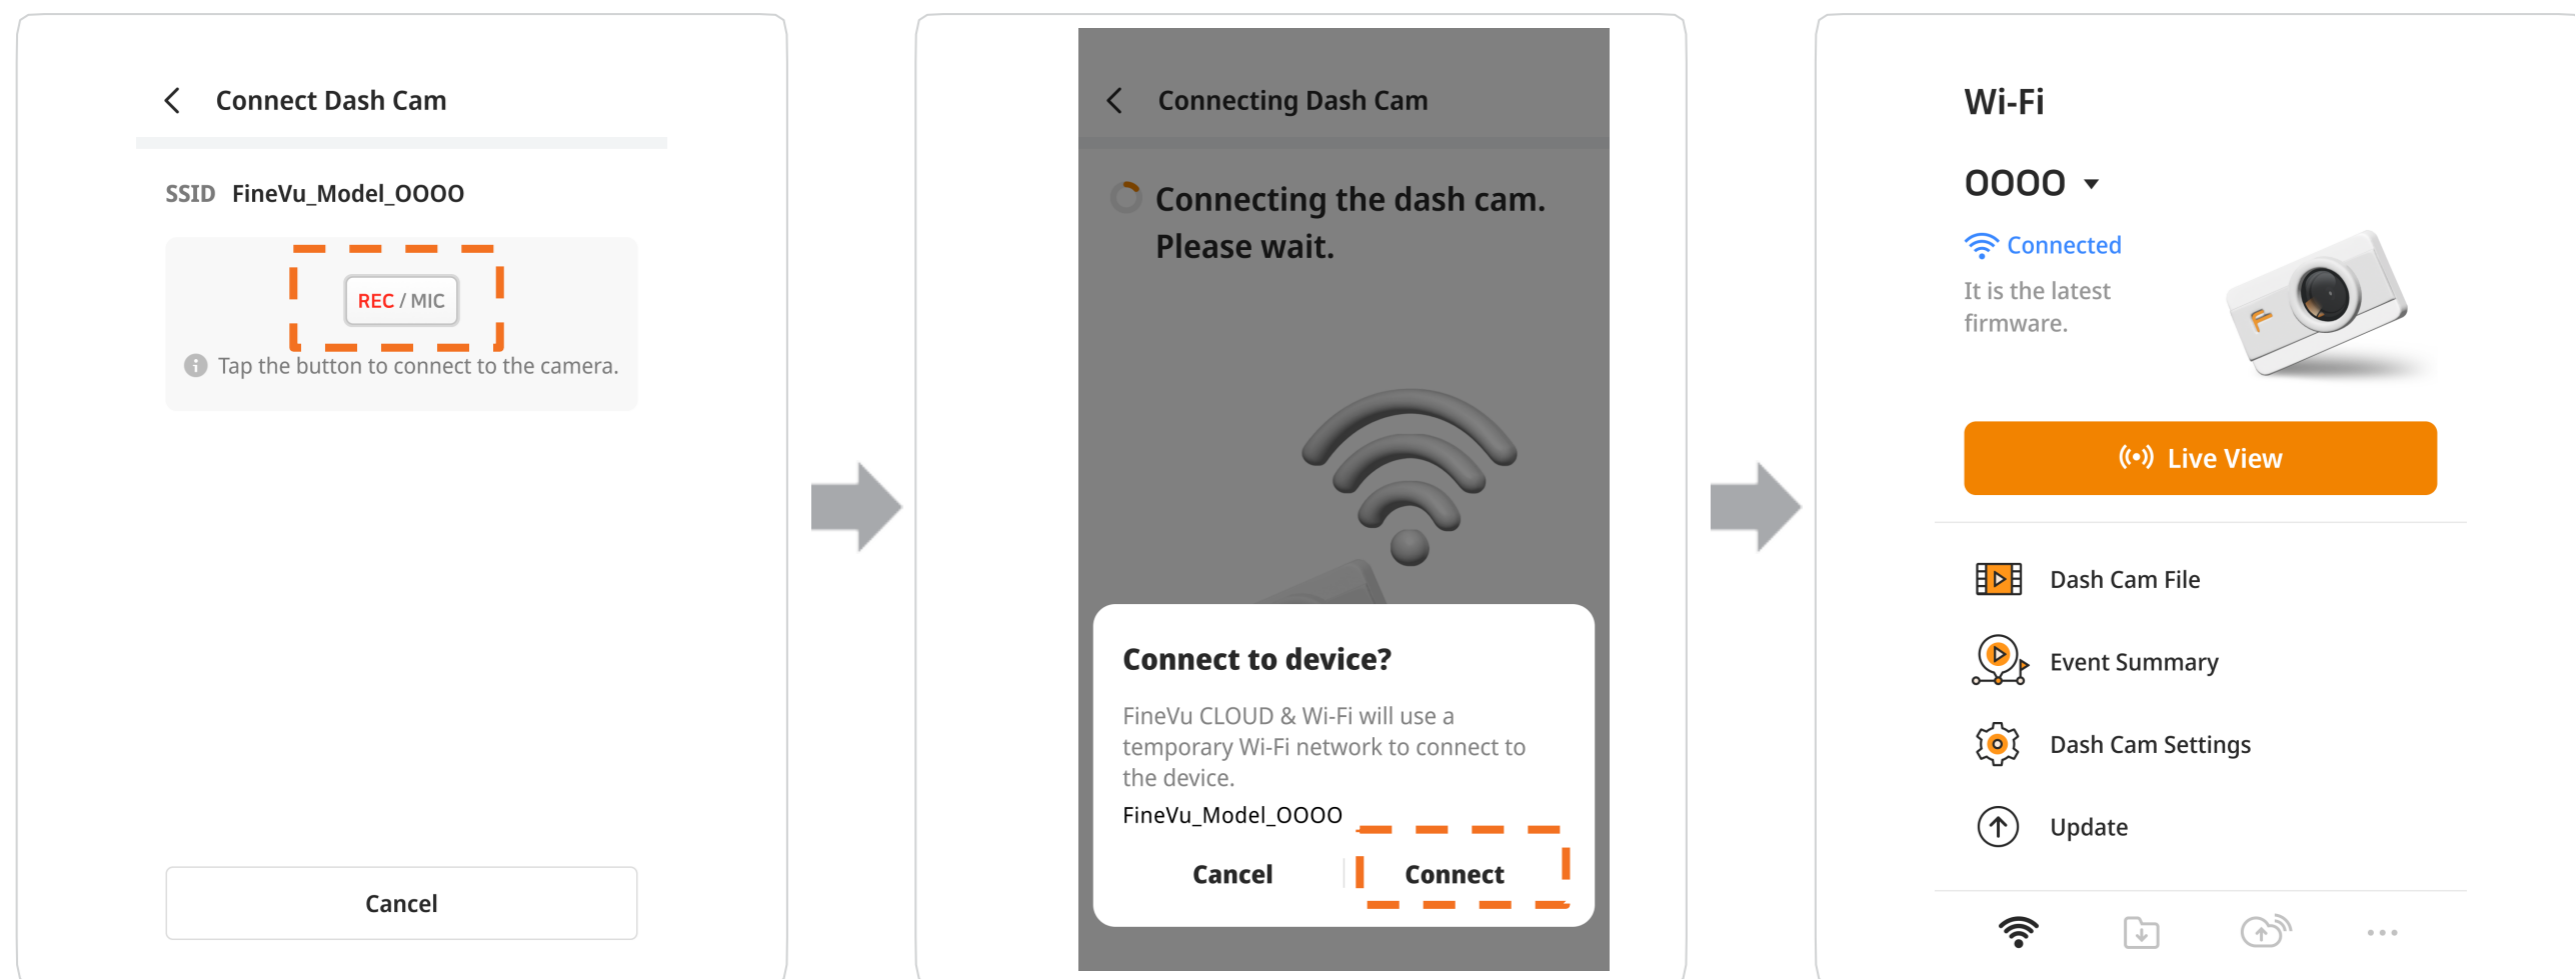 Connect Dash Cam
SSID FineVu_Model_OOOO
REC / MIC
Tap the button to connect to the camera.
Cancel
Connecting Dash Cam
Connecting the dash cam.
Please wait.
Connect to device?
FineVu CLOUD & Wi-Fi will use a
temporary Wi-Fi network to connect to
the device.
FineVu_Model_OOOO
Cancel
Connect
Wi-Fi
OOOO
Connected
It is the latest
firmware.
Live View
Dash Cam File
Event Summary
Dash Cam Settings
Update